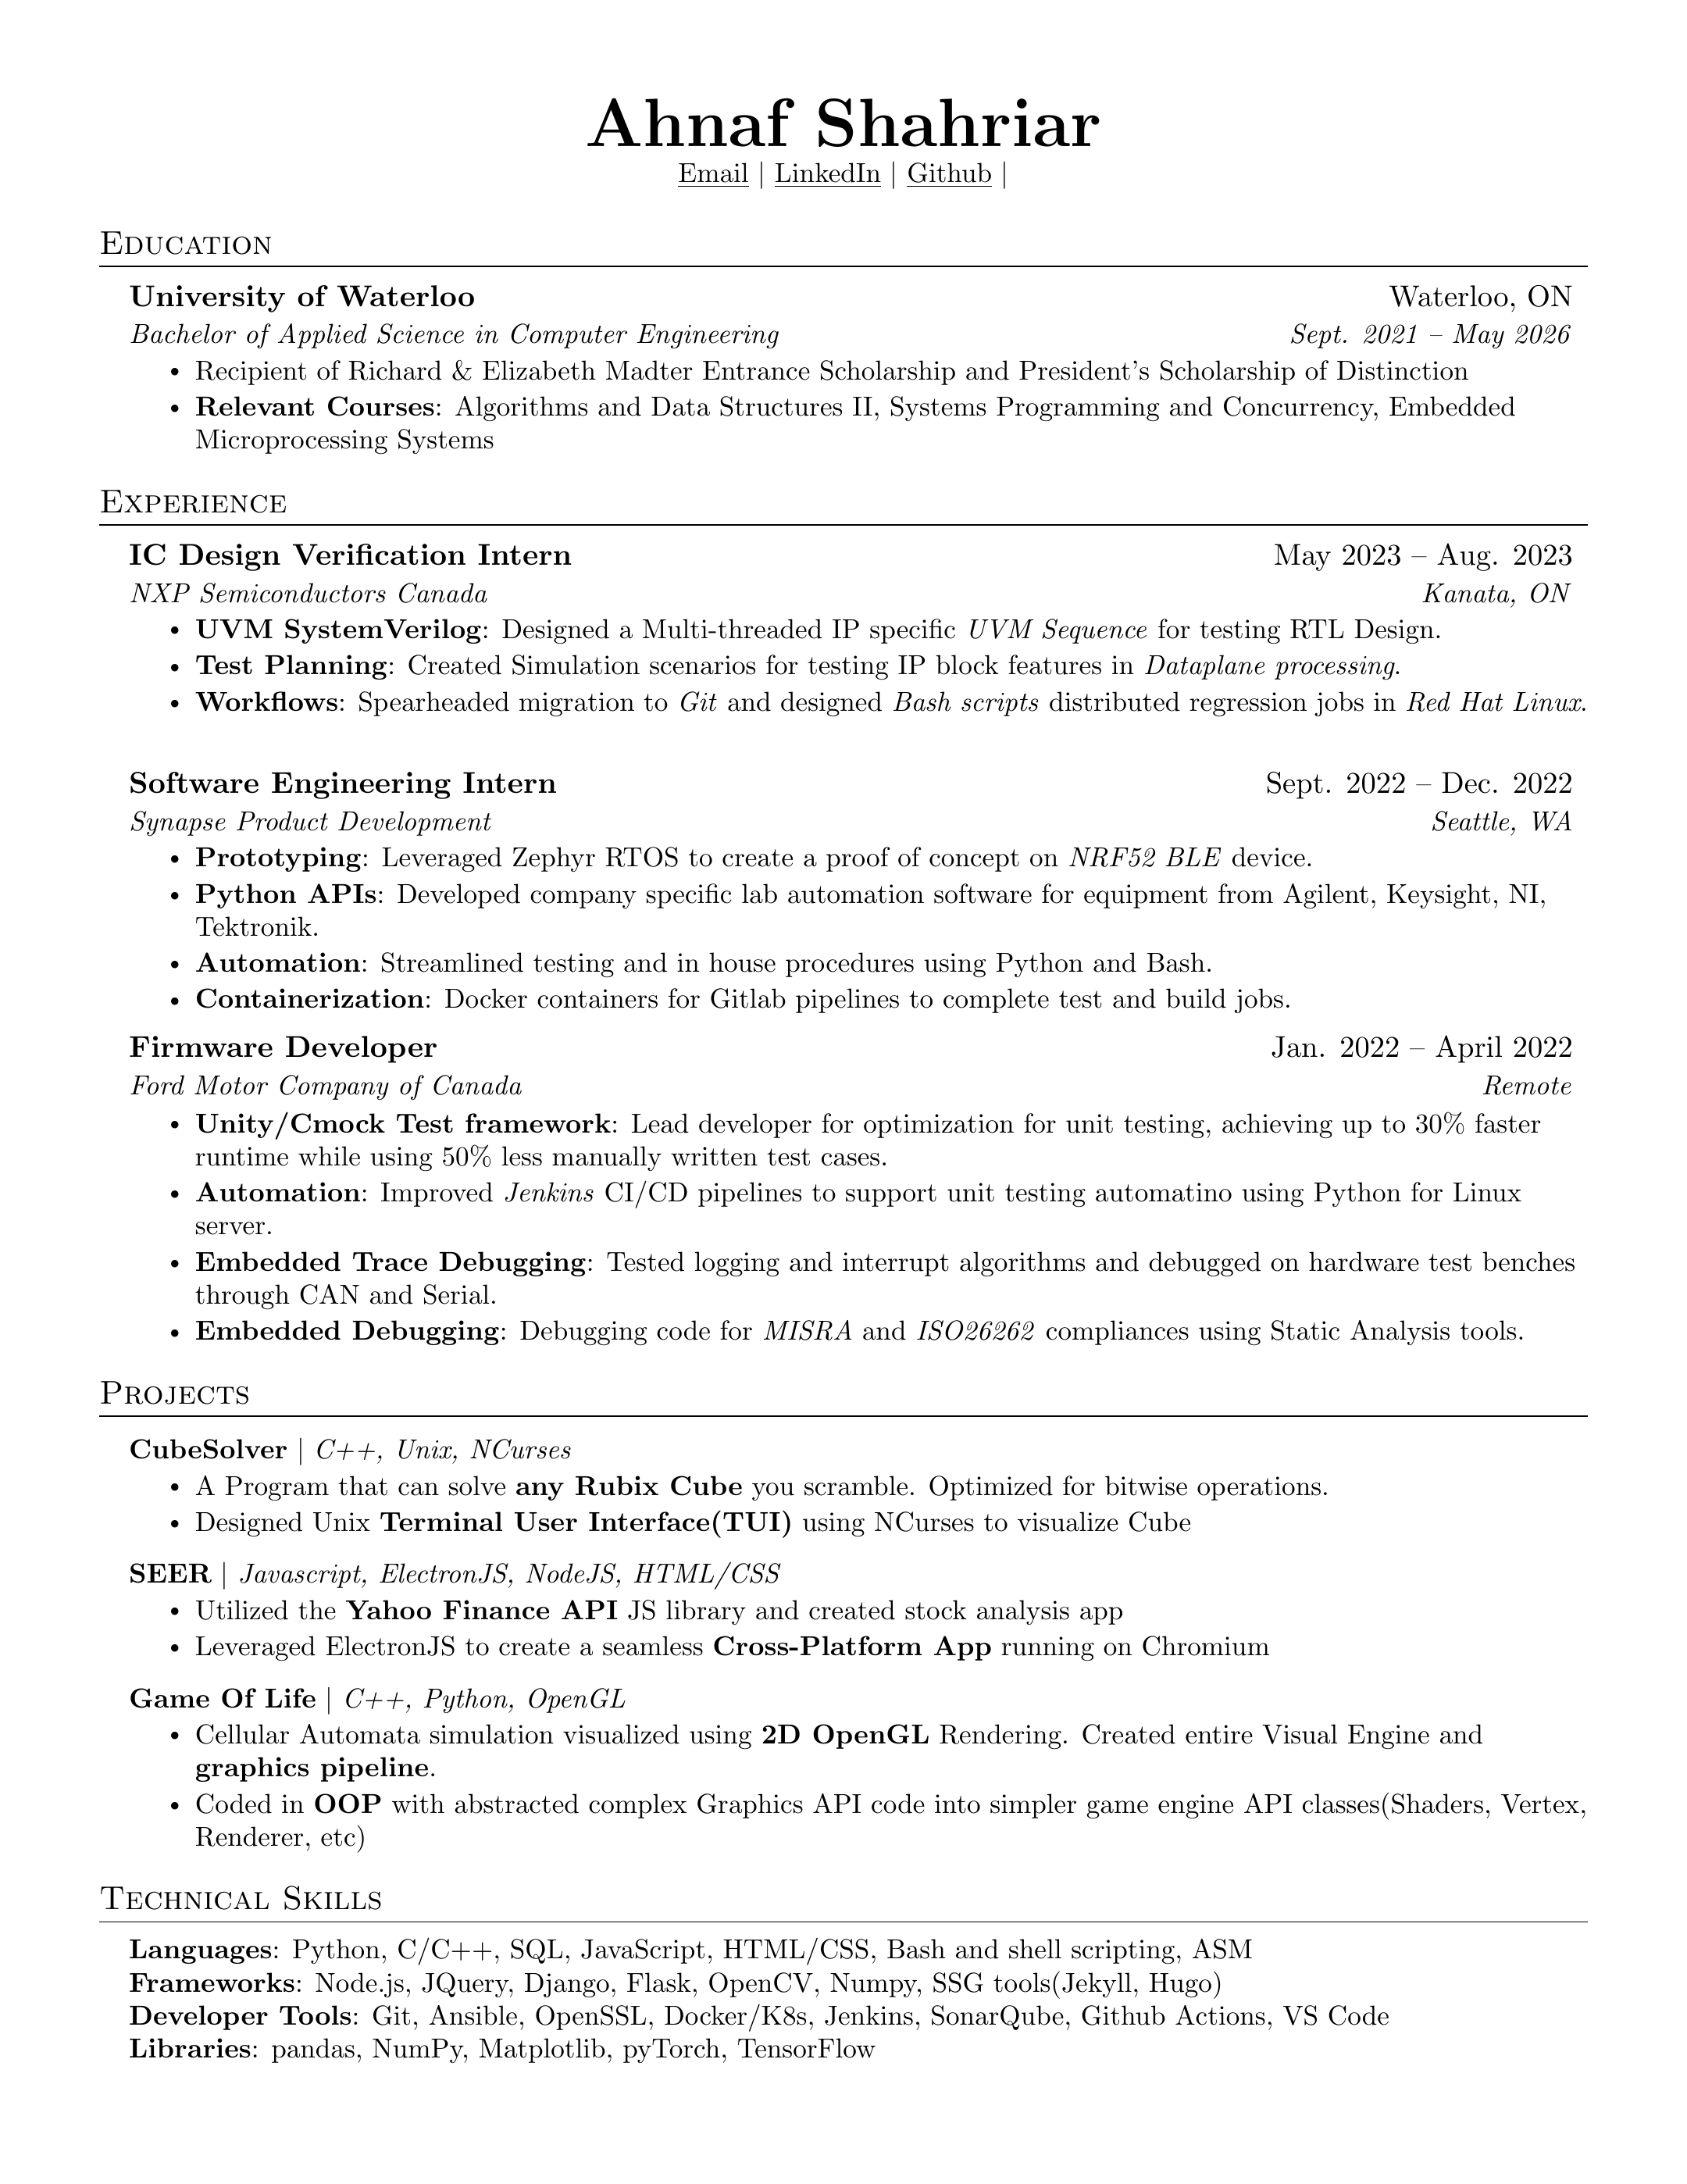 Ahnaf Shahriar
Email | LinkedIn | Github |
Education
University of Waterloo Waterloo, ON
Bachelor of Applied Science in Computer Engineering Sept. 2021 – May 2026
• Recipient of Richard & Elizabeth Madter Entrance Scholarship and President's Scholarship of Distinction
• Relevant Courses: Algorithms and Data Structures II, Systems Programming and Concurrency, Embedded
Microprocessing Systems
Experience
IC Design Verification Intern May 2023 – Aug. 2023
NXP Semiconductors Canada Kanata, ON
• UVM SystemVerilog: Designed a Multi-threaded IP specific UVM Sequence for testing RTL Design.
• Test Planning: Created Simulation scenarios for testing IP block features in Dataplane processing.
• Workflows: Spearheaded migration to Git and designed Bash scripts distributed regression jobs in Red Hat Linux.
Software Engineering Intern Sept. 2022 – Dec. 2022
Synapse Product Development Seattle, WA
• Prototyping: Leveraged Zephyr RTOS to create a proof of concept on NRF52 BLE device.
• Python APIs: Developed company specific lab automation software for equipment from Agilent, Keysight, NI,
Tektronik.
• Automation: Streamlined testing and in house procedures using Python and Bash.
• Containerization: Docker containers for Gitlab pipelines to complete test and build jobs.
Firmware Developer Jan. 2022 – April 2022
Ford Motor Company of Canada Remote
• Unity/Cmock Test framework: Lead developer for optimization for unit testing, achieving up to 30% faster
runtime while using 50% less manually written test cases.
• Automation: Improved Jenkins CI/CD pipelines to support unit testing automatino using Python for Linux
server.
• Embedded Trace Debugging: Tested logging and interrupt algorithms and debugged on hardware test benches
through CAN and Serial.
• Embedded Debugging: Debugging code for MISRA and ISO26262 compliances using Static Analysis tools.
Projects
CubeSolver | C++, Unix, NCurses
• A Program that can solve any Rubix Cube you scramble. Optimized for bitwise operations.
• Designed Unix Terminal User Interface(TUI) using NCurses to visualize Cube
SEER | Javascript, ElectronJS, NodeJS, HTML/CSS
• Utilized the Yahoo Finance API JS library and created stock analysis app
• Leveraged ElectronJS to create a seamless Cross-Platform App running on Chromium
Game Of Life | C++, Python, OpenGL
• Cellular Automata simulation visualized using 2D OpenGL Rendering. Created entire Visual Engine and
graphics pipeline.
• Coded in OOP with abstracted complex Graphics API code into simpler game engine API classes(Shaders, Vertex,
Renderer, etc)
Technical Skills
Languages: Python, C/C++, SQL, JavaScript, HTML/CSS, Bash and shell scripting, ASM
Frameworks: Node.js, JQuery, Django, Flask, OpenCV, Numpy, SSG tools(Jekyll, Hugo)
Developer Tools: Git, Ansible, OpenSSL, Docker/K8s, Jenkins, SonarQube, Github Actions, VS Code
Libraries: pandas, NumPy, Matplotlib, pyTorch, TensorFlow